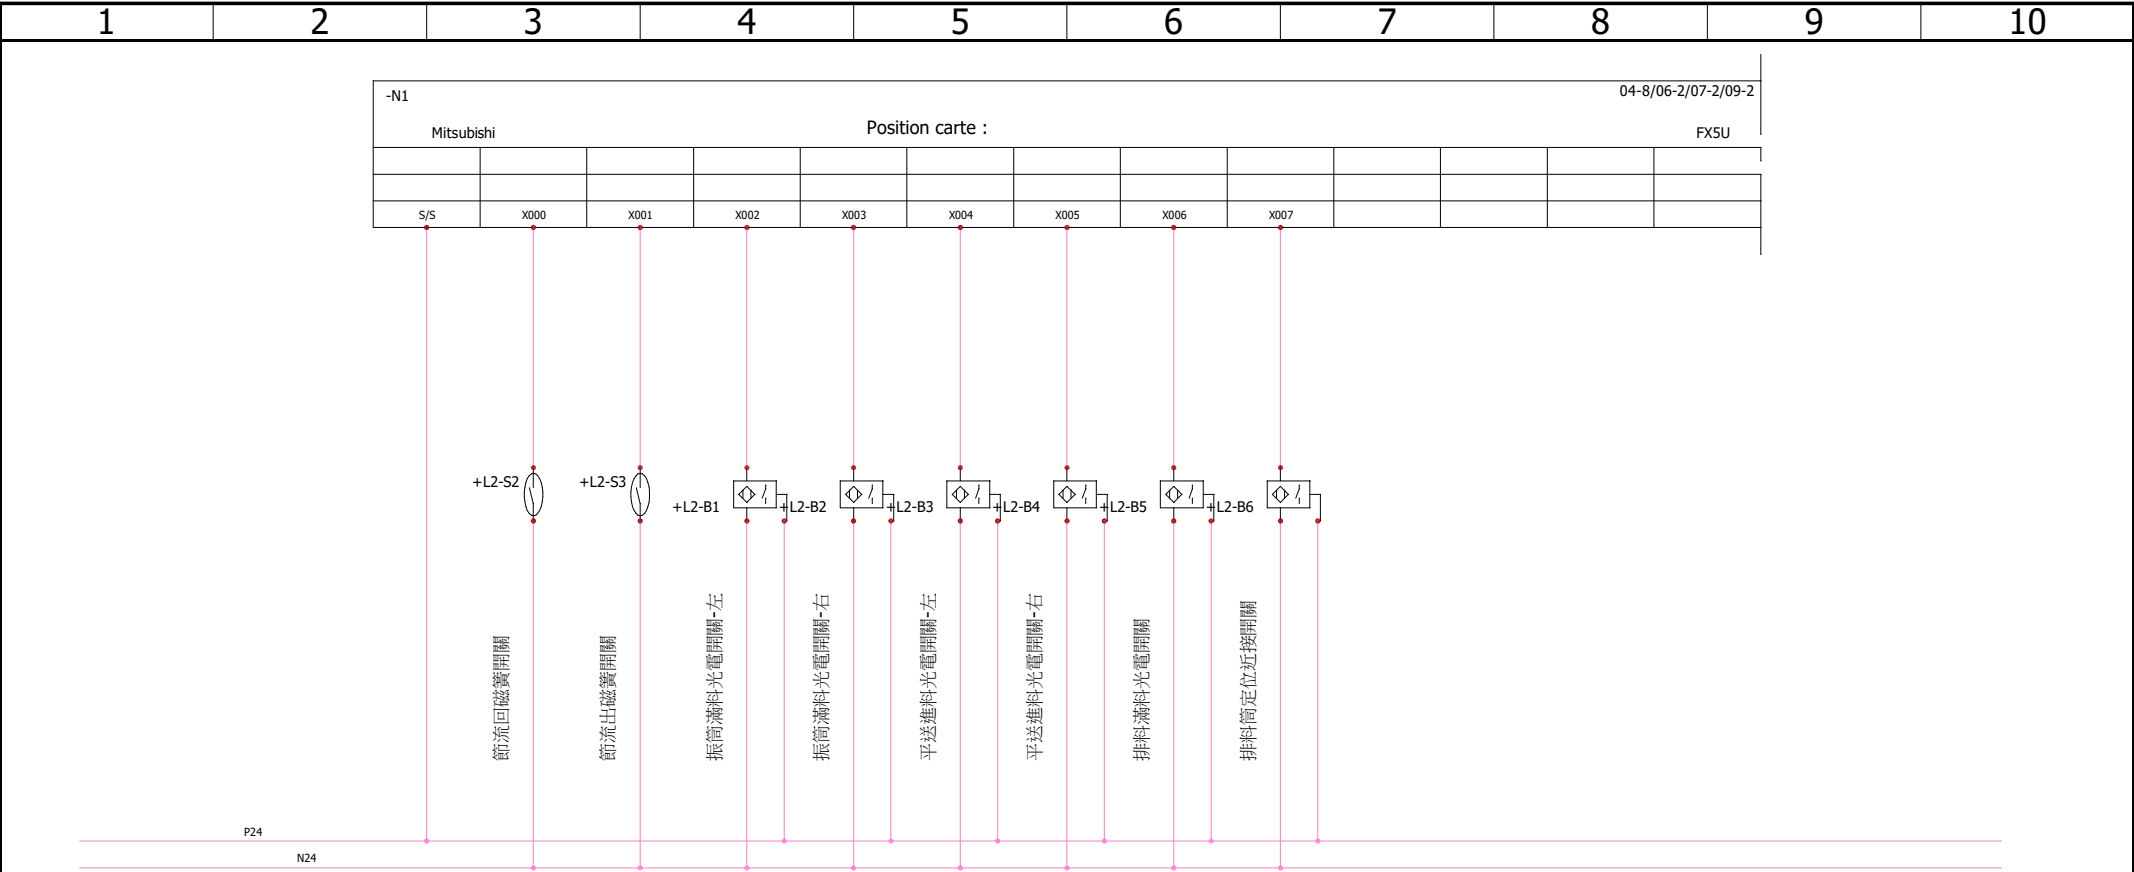 1 2 3 4 5 6 7 8 9 10
-N1 04-8/06-2/07-2/09-2
Mitsubishi Position carte : FX5U
S/S X000 X001 X002 X003 X004 X005 X006 X007
+L2-S2 +L2-S3
+L2-B1 +L2-B2 +L2-B3 +L2-B4 +L2-B5 +L2-B6
節流回磁簧開關
節流出磁簧開關
振筒滿料光電開關-左
振筒滿料光電開關-右
平送進料光電開關-左
平送進料光電開關-右
排料滿料光電開關
排料筒定位近接開關
P24
N24